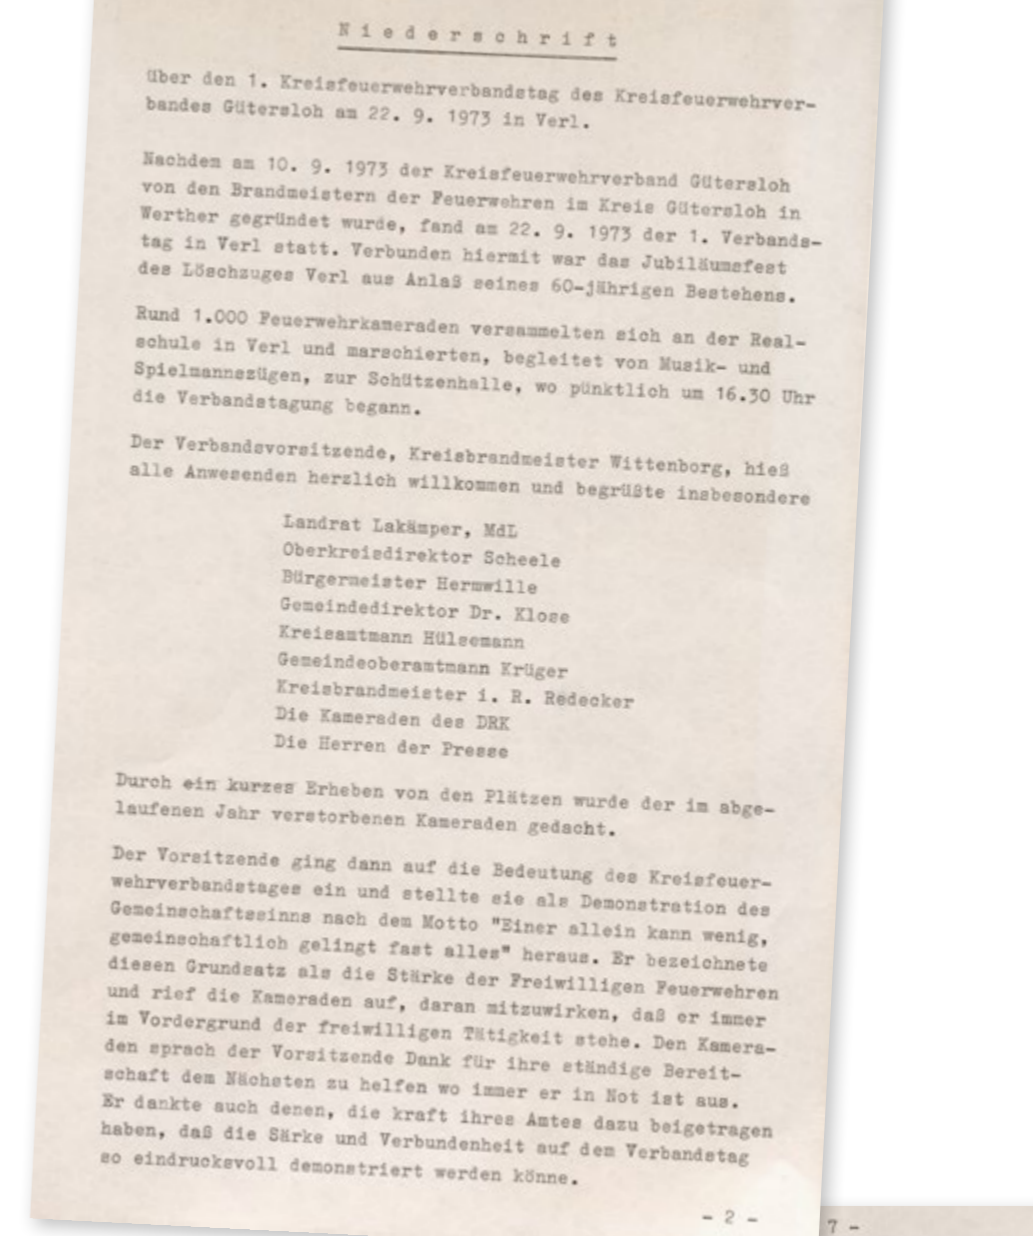 Niederschrift
über den 1. Kreisfeuerwehrverbandstag des Kreisfeuerwehrver-
bandes Gütersloh am 22. 9. 1973 in Verl.
Nachdem am 10. 9. 1973 der Kreisfeuerwehrverband Gütersloh
von den Brandmeistern der Feuerwehren im Kreis Gütersloh in
Werther gegründet wurde, fand am 22. 9. 1973 der 1. Verbands-
tag in Verl statt. Verbunden hiermit war das Jubiläumsfest
des Löschzuges Verl aus Anlaß seines 60-jährigen Bestehens.
Rund 1.000 Feuerwehrkameraden versammelten sich an der Real-
schule in Verl und marschierten, begleitet von Musik- und
Spielmannszügen, zur Schützenhalle, wo pünktlich um 16.30 Uhr
die Verbandstagung begann.
Der Verbandsvorsitzende, Kreisbrandmeister Wittenborg, hieß
alle Anwesenden herzlich willkommen und begrüßte insbesondere
Landrat Lakämper, MdL
Oberkreisdirektor Scheele
Bürgermeister Hermwille
Gemeindedirektor Dr. Klose
Kreisamtmann Hülsemann
Gemeindeoberamtmann Krüger
Kreisbrandmeister i. R. Redecker
Die Kameraden des DRK
Die Herren der Presse
Durch ein kurzes Erheben von den Plätzen wurde der im abge-
laufenen Jahr verstorbenen Kameraden gedacht.
Der Vorsitzende ging dann auf die Bedeutung des Kreisfeuer-
wehrverbandstages ein und stellte sie als Demonstration des
Gemeinschaftssinns nach dem Motto "Einer allein kann wenig,
gemeinschaftlich gelingt fast alles" heraus. Er bezeichnete
diesen Grundsatz als die Stärke der Freiwilligen Feuerwehren
und rief die Kameraden auf, daran mitzuwirken, daß er immer
im Vordergrund der freiwilligen Tätigkeit stehe. Den Kamera-
den sprach der Vorsitzende Dank für ihre ständige Bereit-
schaft dem Nächsten zu helfen wo immer er in Not ist aus.
Er dankte auch denen, die kraft ihres Amtes dazu beigetragen
haben, daß die Särke und Verbundenheit auf dem Verbandstag
so eindrucksvoll demonstriert werden könne.
- 2 -
7 -